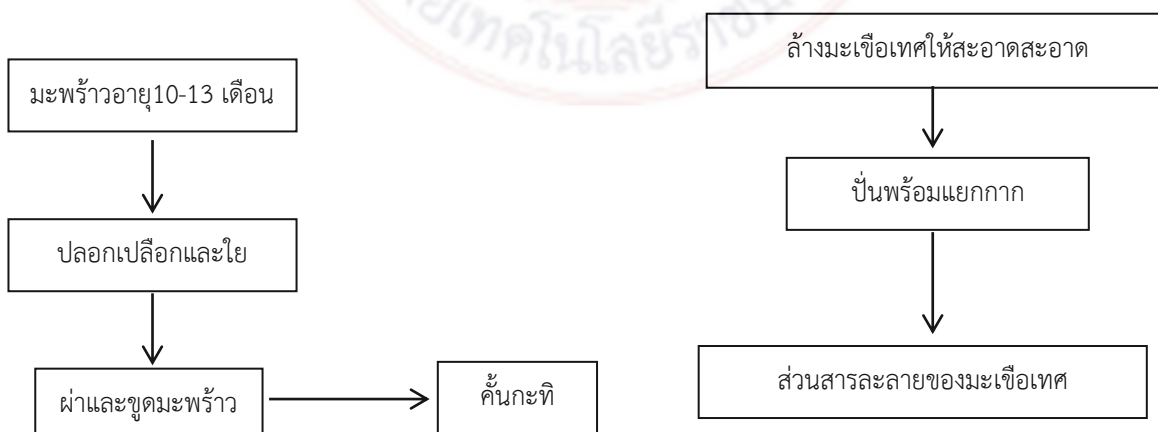 มะพร้าวอายุ10-13 เดือน
ปลอกเปลือกและใย
ผ่าและขูดมะพร้าว
คั้นกะทิ
ล้างมะเขือเทศให้สะอาดสะอาด
ปั่นพร้อมแยกกาก
ส่วนสารละลายของมะเขือเทศ